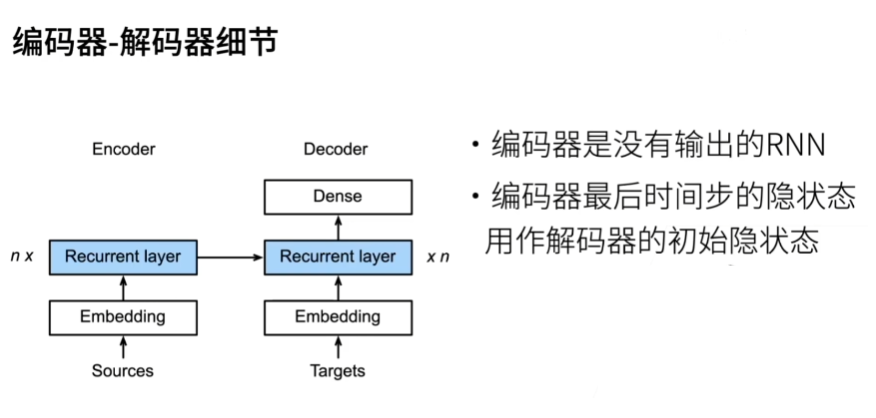 编码器-解码器细节
Encoder
Decoder
Dense
n x
Recurrent layer
Recurrent layer
x n
Embedding
Embedding
Sources
Targets
• 编码器是没有输出的RNN
• 编码器最后时间步的隐状态
用作解码器的初始隐状态